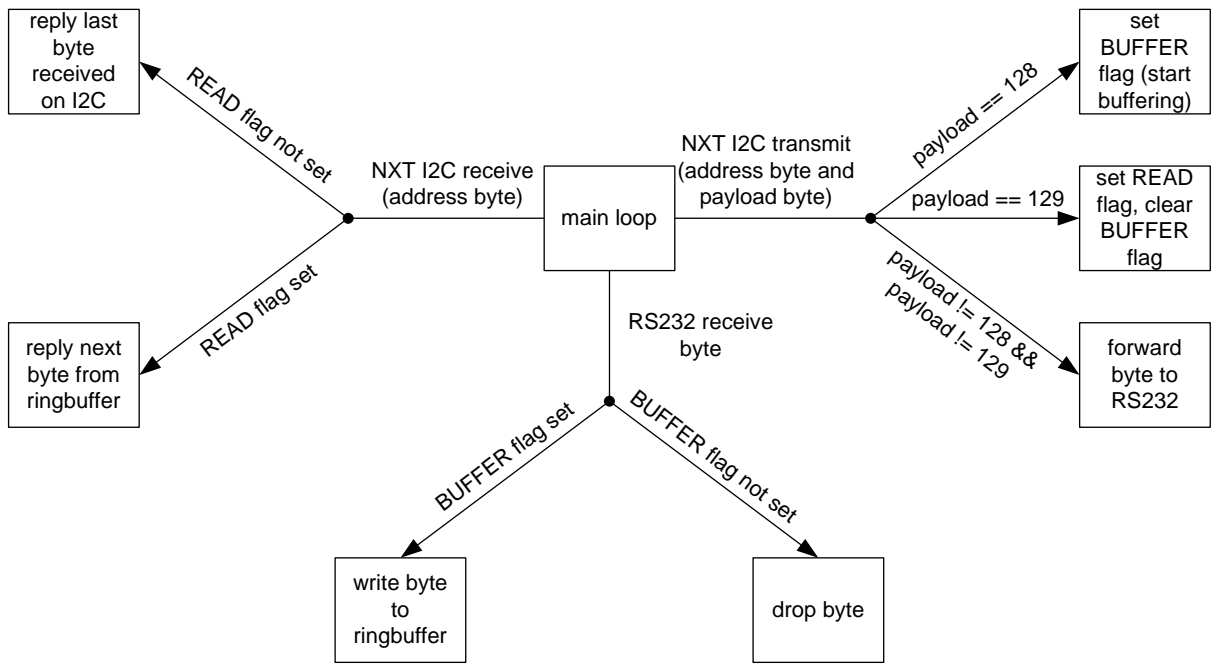 reply last
byte
received
on I2C
READ flag not set
NXT I2C receive
(address byte)
READ flag set
reply next
byte from
ringbuffer
main loop
NXT I2C transmit
(address byte and
payload byte)
payload == 128
set
BUFFER
flag (start
buffering)
payload == 129
set READ
flag, clear
BUFFER
flag
payload != 128 &&
payload != 129
forward
byte to
RS232
RS232 receive
byte
BUFFER flag set
BUFFER flag not set
write byte
to
ringbuffer
drop byte